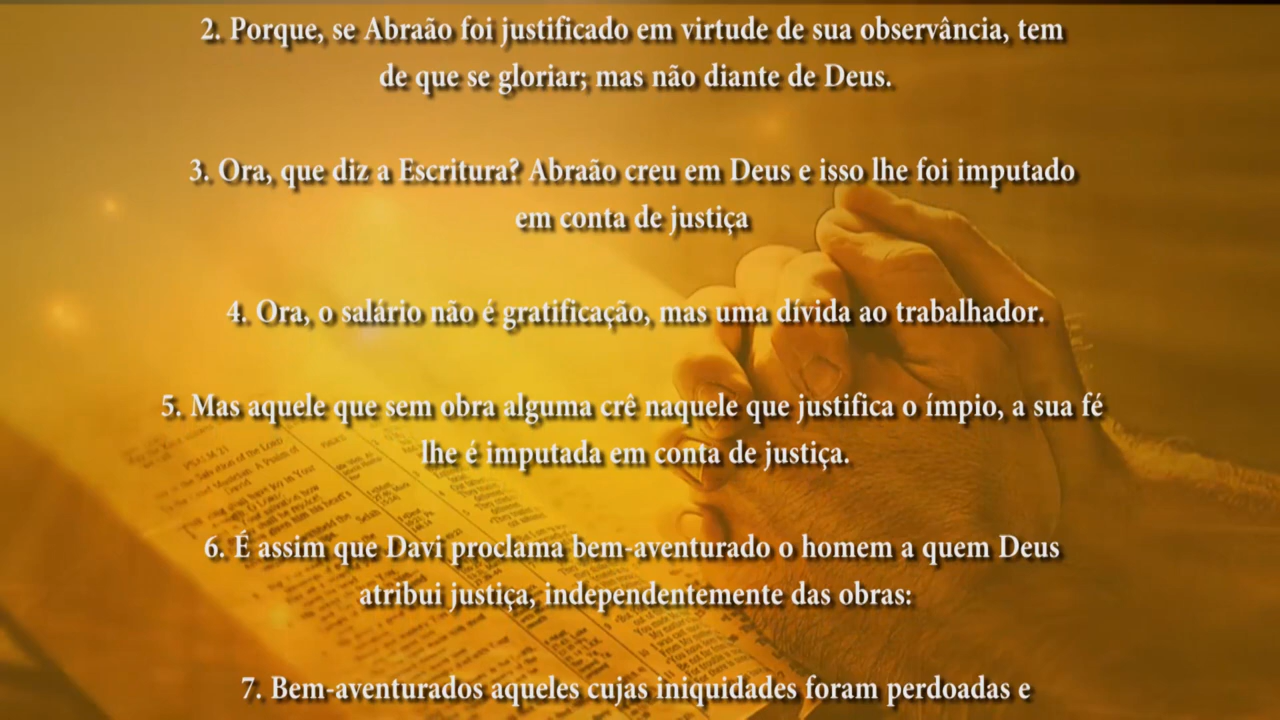 2. Porque, se Abraão foi justificado em virtude de sua observância, tem
de que se gloriar; mas não diante de Deus.
3. Ora, que diz a Escritura? Abraão creu em Deus e isso lhe foi imputado
em conta de justiça
4. Ora, o salário não é gratificação, mas uma dívida ao trabalhador.
5. Mas aquele que sem obra alguma crê naquele que justifica o ímpio, a sua fé
lhe é imputada em conta de justiça.
6. É assim que Davi proclama bem-aventurado o homem a quem Deus
atribui justiça, independentemente das obras:
7. Bem-aventurados aqueles cujas iniquidades foram perdoadas e